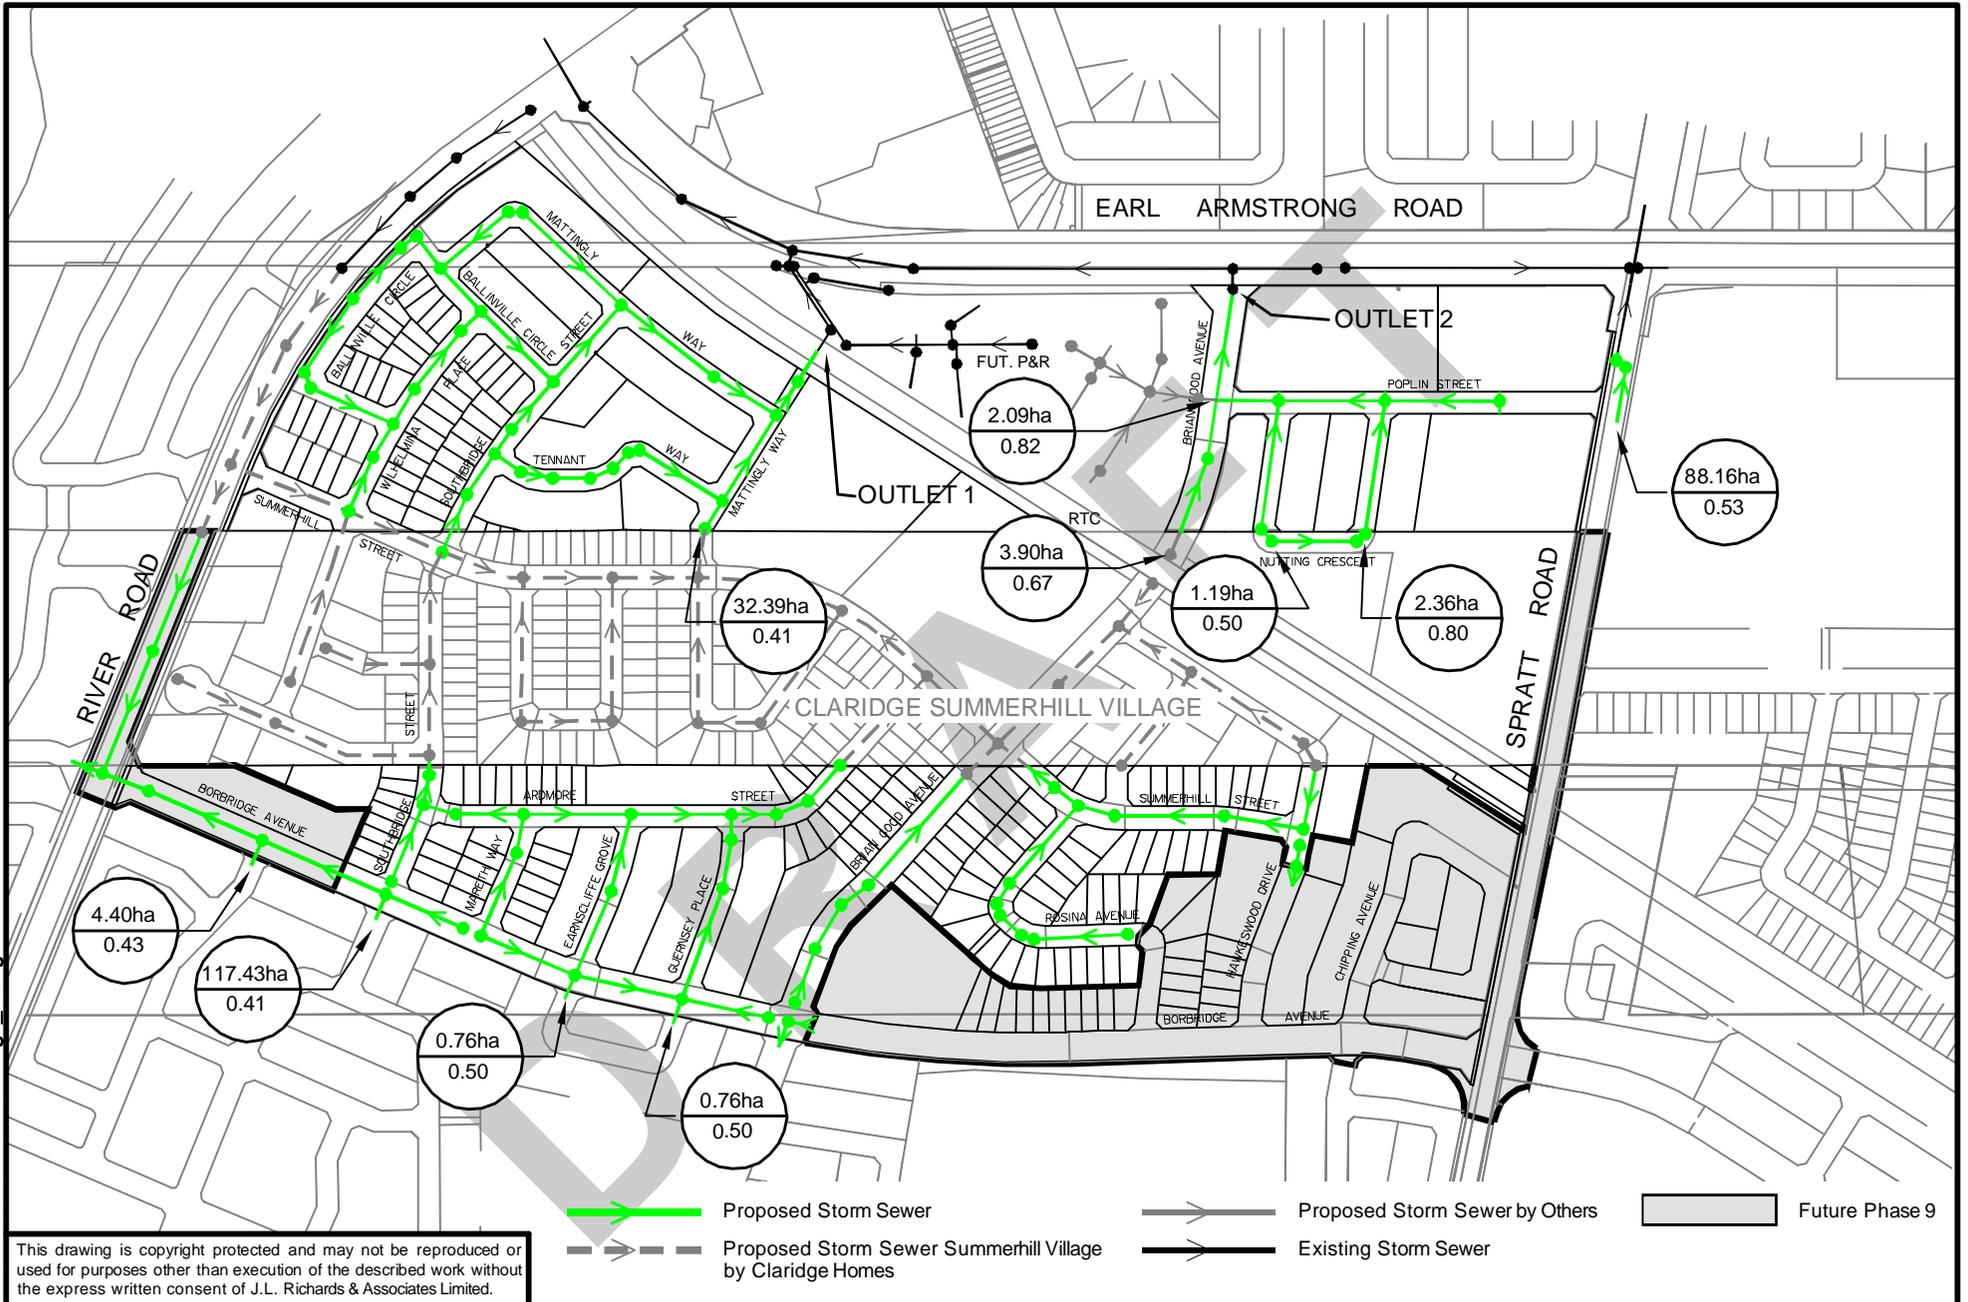 EARL ARMSTRONG ROAD
MATTINGLY
WAY
BALLINVILLE CIRCLE
BALLINVILLE CIRCLE
STREET
PLACE
WILHELMINA
SOUTHBRIDGE
TENNANT
WAY
MATTINGLY WAY
SUMMERHILL
STREET
FUT. P&R
BRIARWOOD AVENUE
OUTLET 2
OUTLET 1
POPLIN STREET
NUTTING CRESCENT
RTC
2.09ha
0.82
88.16ha
0.53
3.90ha
0.67
1.19ha
0.50
2.36ha
0.80
32.39ha
0.41
RIVER ROAD
SPRATT ROAD
CLARIDGE SUMMERHILL VILLAGE
STREET
BORBRIDGE AVENUE
SOUTHBRIDGE
ARDMORE STREET
MAREITH WAY
EARNSCLIFFE GROVE
GUERNSEY PLACE
BRIAN GOOD AVENUE
SUMMERHILL STREET
ROSINA AVENUE
HAWKESWOOD DRIVE
CHIPPING AVENUE
BORBRIDGE AVENUE
4.40ha
0.43
117.43ha
0.41
0.76ha
0.50
0.76ha
0.50
DRAFT
Proposed Storm Sewer
Proposed Storm Sewer Summerhill Village
by Claridge Homes
Proposed Storm Sewer by Others
Existing Storm Sewer
Future Phase 9
This drawing is copyright protected and may not be reproduced or
used for purposes other than execution of the described work without
the express written consent of J.L. Richards & Associates Limited.